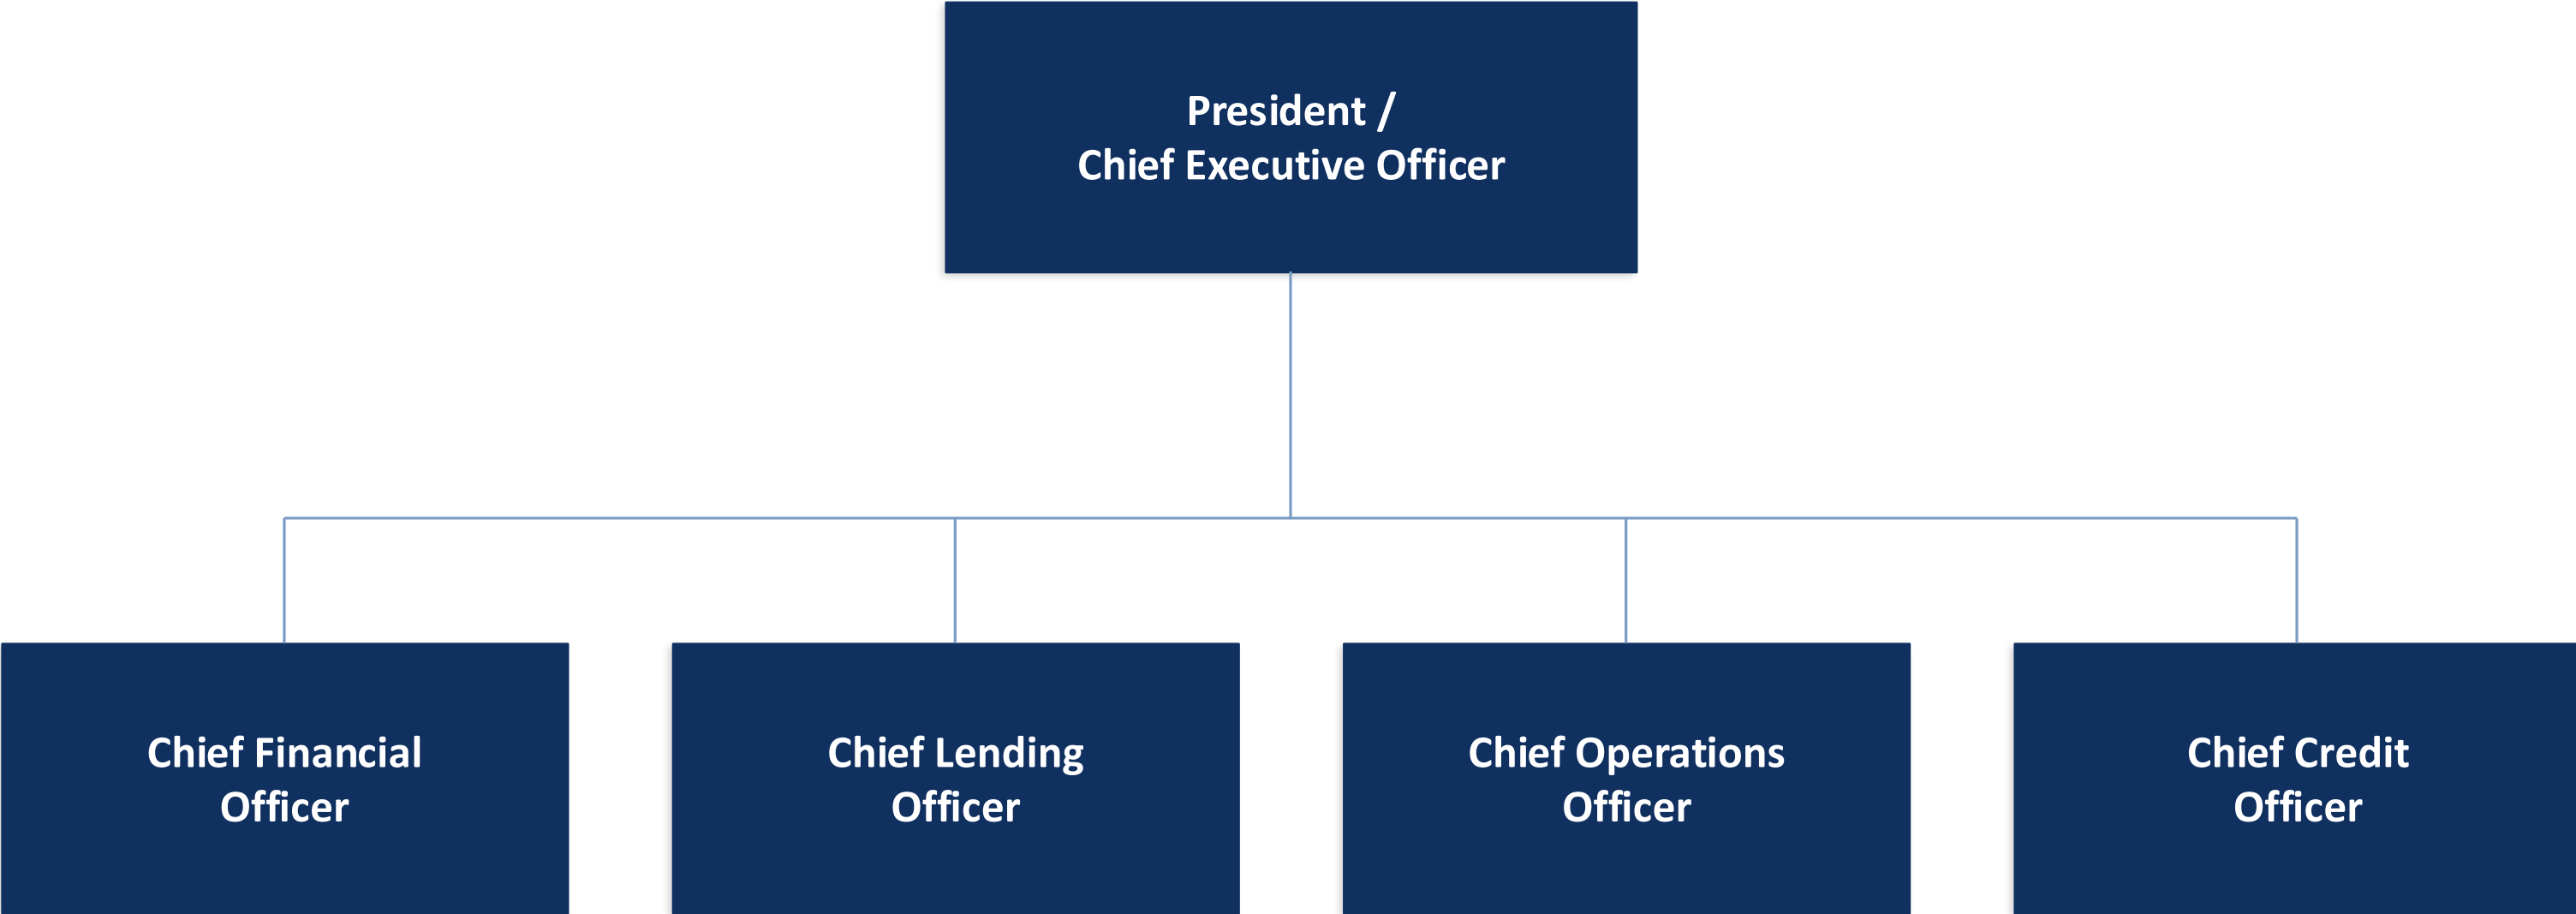 President /
Chief Executive Officer
Chief Financial
Officer
Chief Lending
Officer
Chief Operations
Officer
Chief Credit
Officer